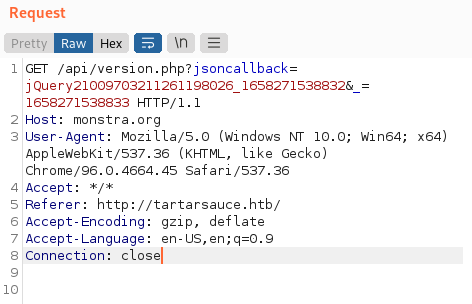 Request
Pretty Raw Hex \n
1 GET /api/version.php?jsoncallback=
jQuery21009703211261198026_1658271538832&_=
1658271538833 HTTP/1.1
2 Host: monstra.org
3 User-Agent: Mozilla/5.0 (Windows NT 10.0; Win64; x64)
AppleWebKit/537.36 (KHTML, like Gecko)
Chrome/96.0.4664.45 Safari/537.36
4 Accept: */*
5 Referer: http://tartarsauce.htb/
6 Accept-Encoding: gzip, deflate
7 Accept-Language: en-US,en;q=0.9
8 Connection: close
9
10